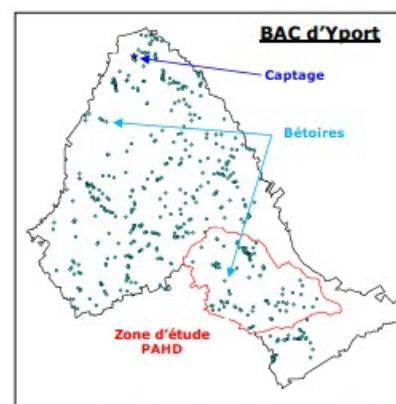 BAC d'Yport
Captage
Bétoires
Zone d'étude
PAHD